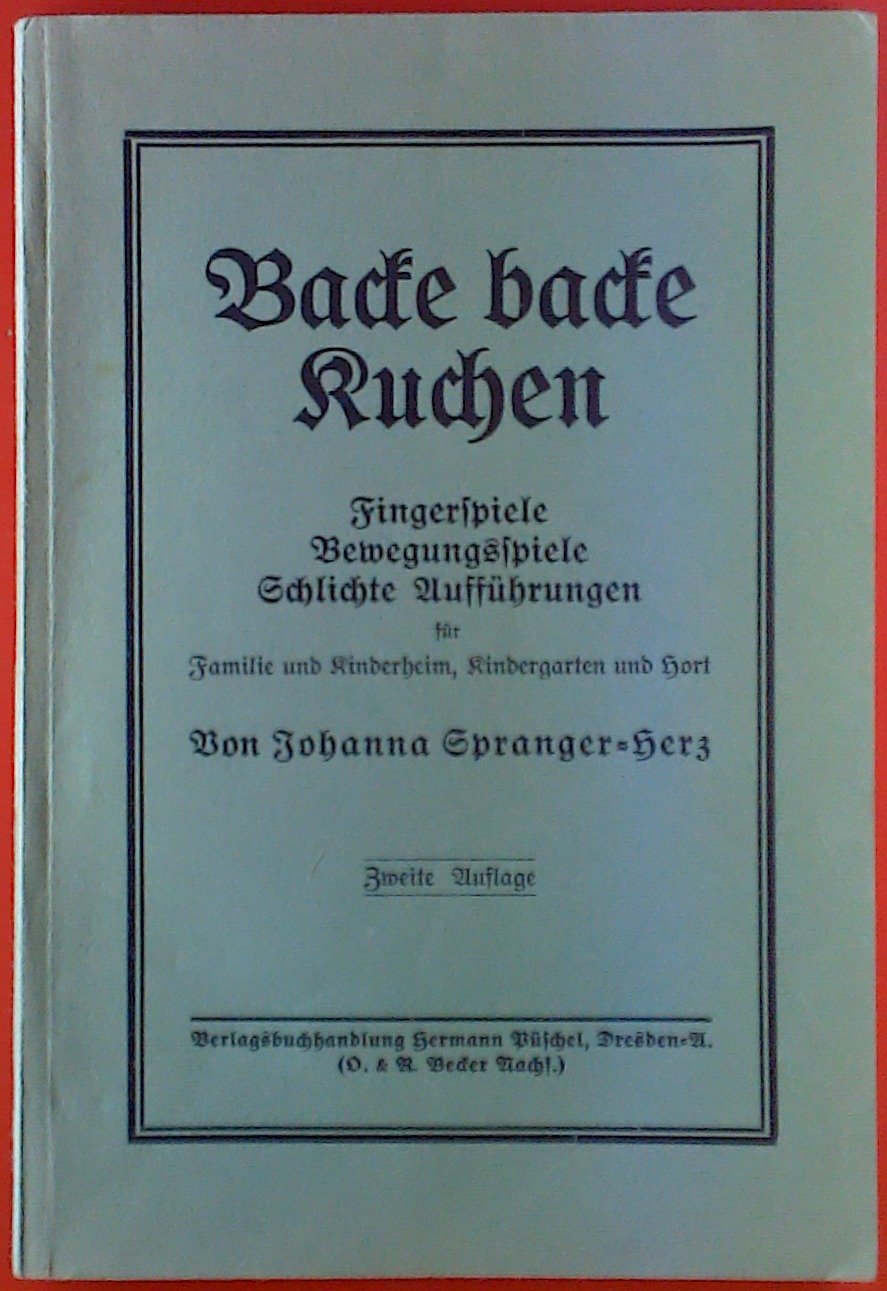 Backe backe
Kuchen
Fingerſpiele
Bewegungsſpiele
Schlichte Aufführungen
für
Familie und Kinderheim, Kindergarten und Hort
Von Johanna Spranger-Herz
Zweite Auflage
Verlagsbuchhandlung Hermann Püſchel, Dresden-A.
(O. & R. Becker Nachf.)